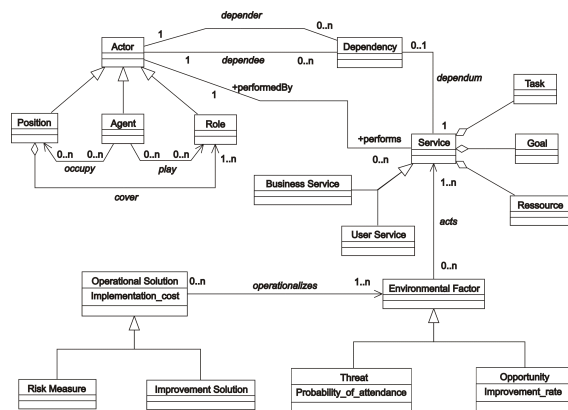 depender
Actor
1
0..n
Dependency
0..1
1
dependee
0..n
1
+performedBy
dependum
Task
Position
Agent
Role
+performs
1
Service
Goal
0..n
0..n
0..n
0..n
1..n
0..n
1..n
occupy
play
cover
Business Service
Ressource
User Service
acts
0..n
Operational Solution
Implementation_cost
0..n
operationalizes
1..n
Environmental Factor
Risk Measure
Improvement Solution
Threat
Probability_of_attendance
Opportunity
Improvement_rate